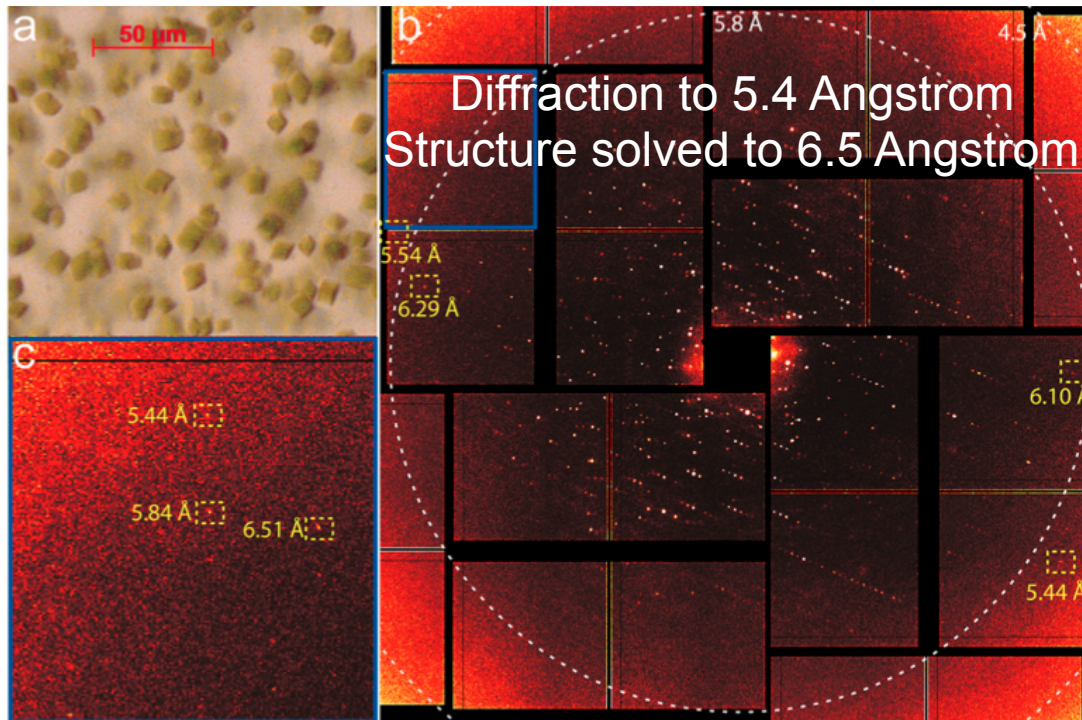 a
50 µm
b
5.8 Å
4.5 Å
Diffraction to 5.4 Angstrom
Structure solved to 6.5 Angstrom
5.54 Å
6.29 Å
c
5.44 Å
5.84 Å
6.51 Å
6.10 Å
5.44 Å